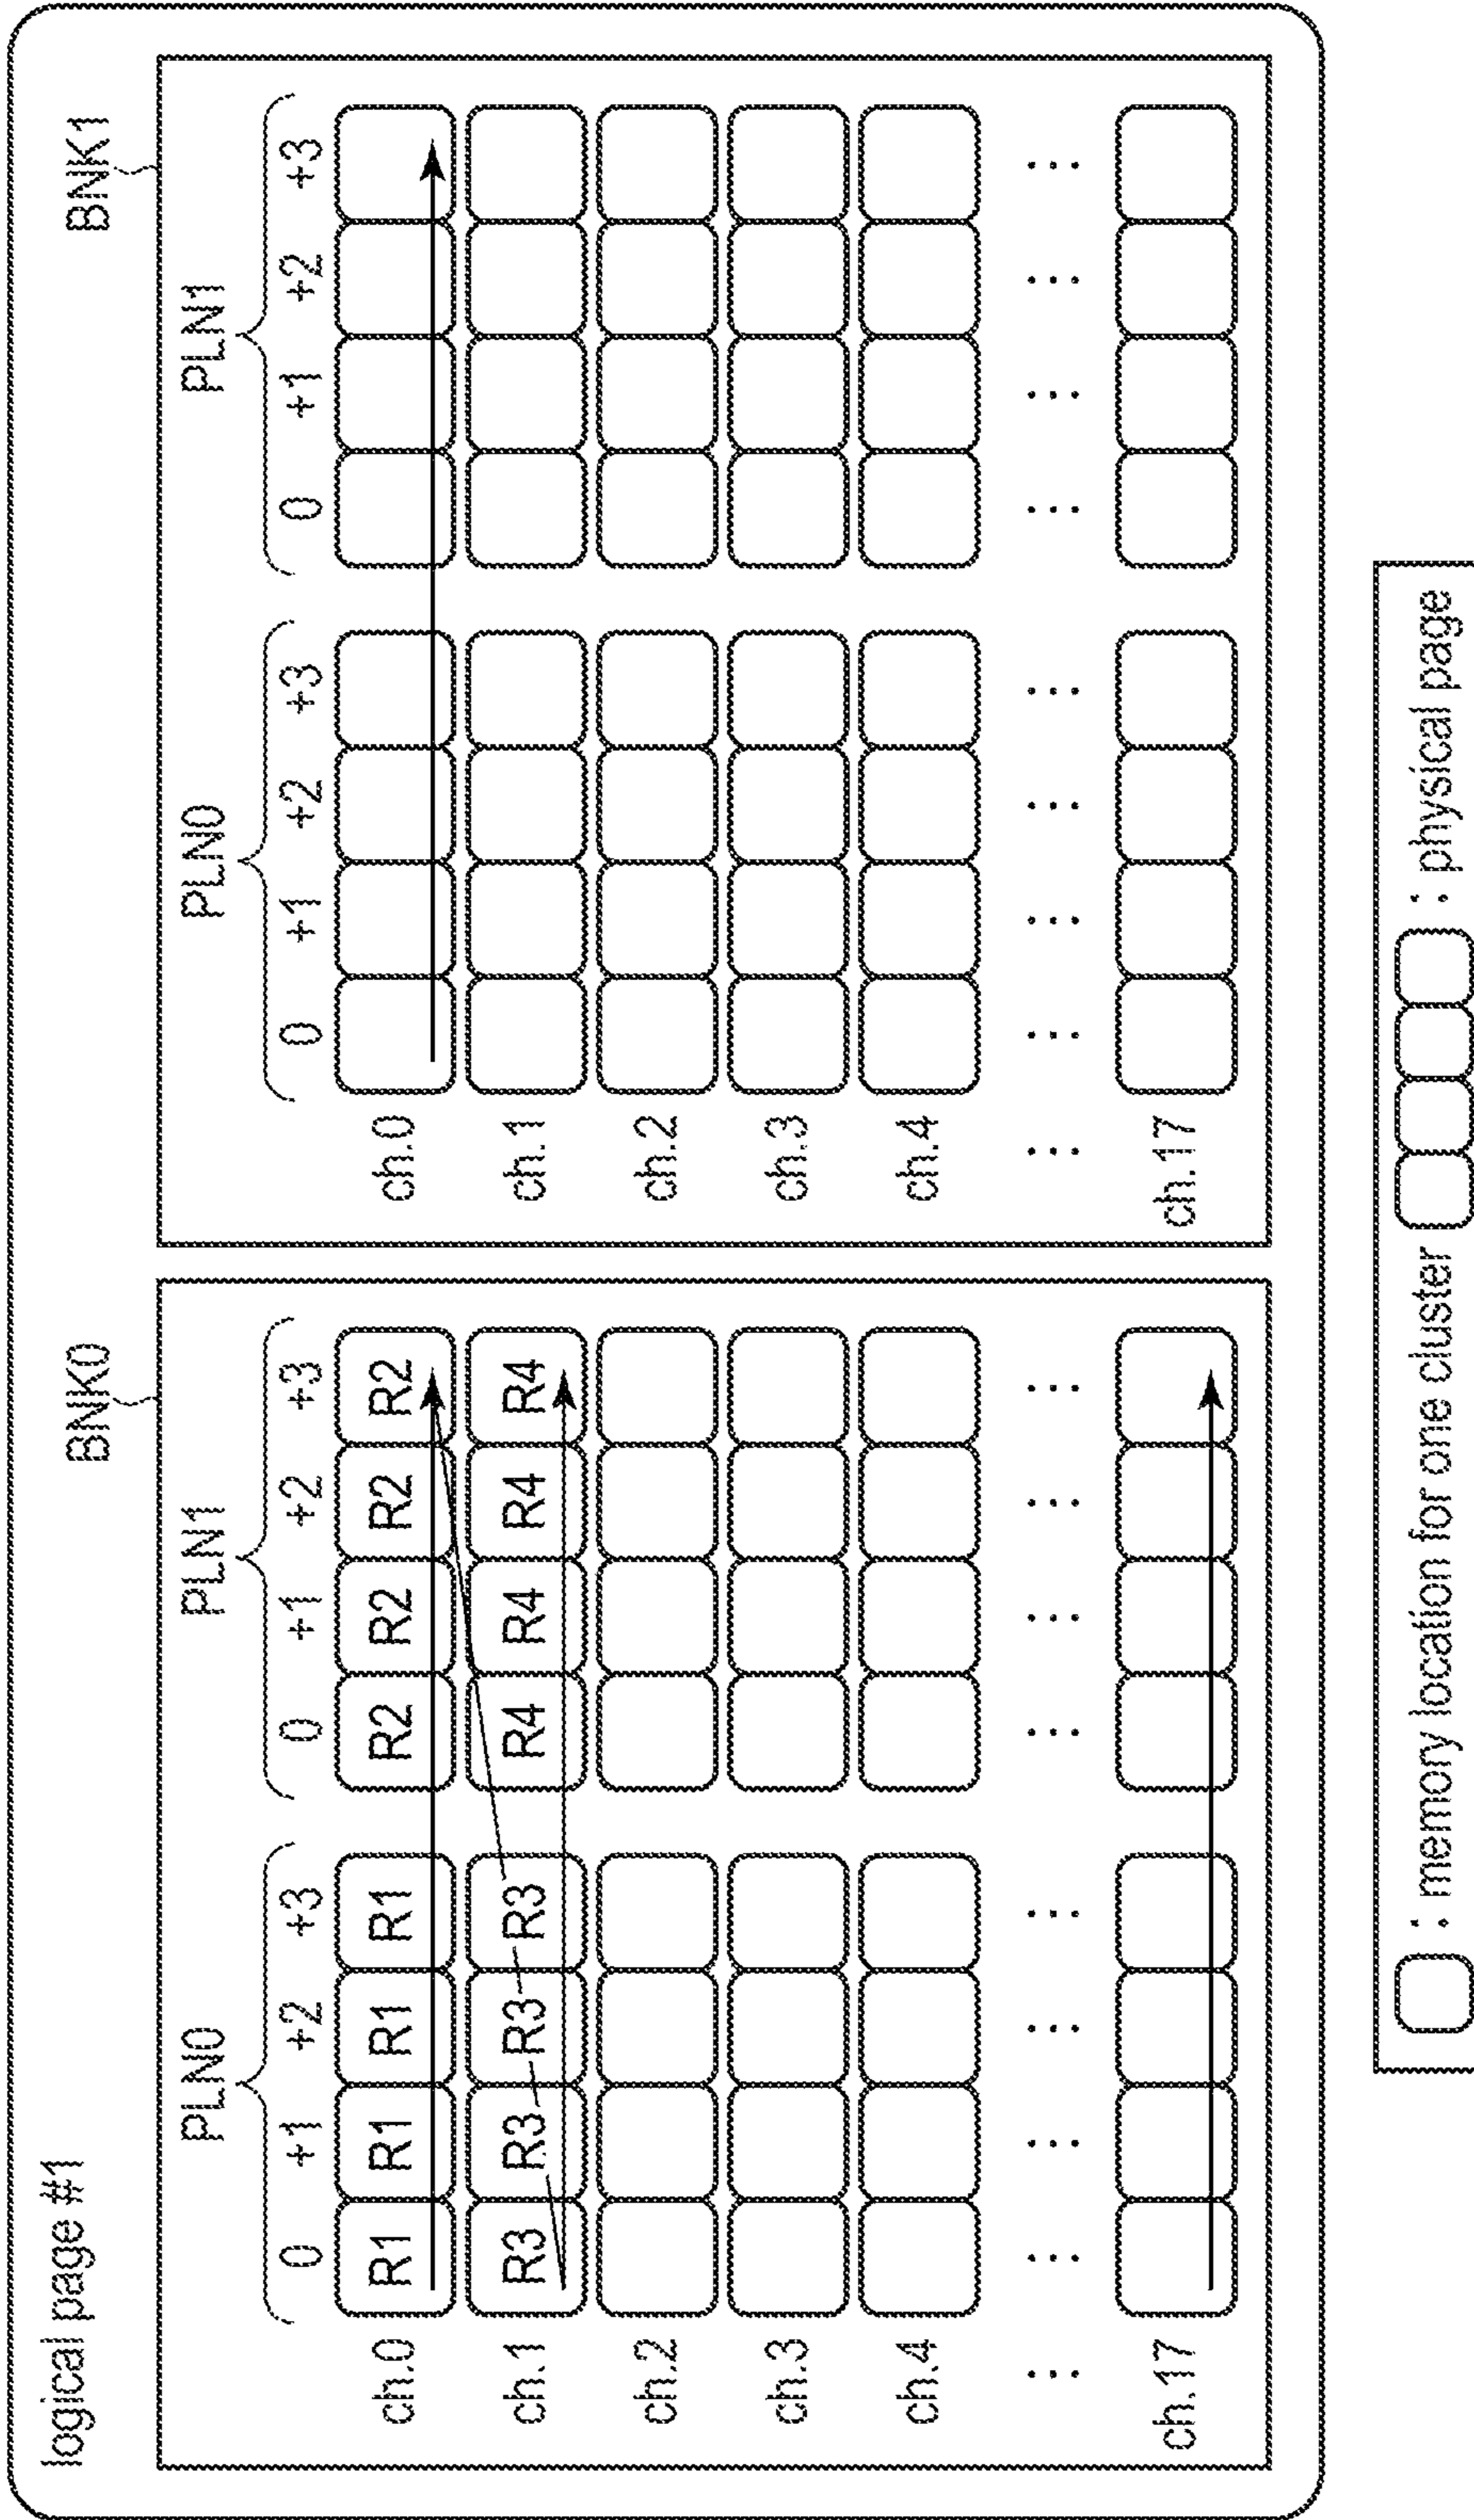 logical page #1
BNK0 BNK1
PLN0 PLN1 PLN0 PLN1
0 +1 +2 +3 0 +1 +2 +3 0 +1 +2 +3 0 +1 +2 +3
ch.0 R1 R1 R1 R1 R2 R2 R2 R2 ch.0
ch.1 R3 R3 R3 R3 R4 R4 R4 R4 ch.1
ch.2 ch.2
ch.3 ch.3
ch.4 ch.4
... ... ... ... ... ... ... ... ... ... ... ... ... ... ... ... ... ...
ch.17 ch.17
: memory location for one cluster : physical page